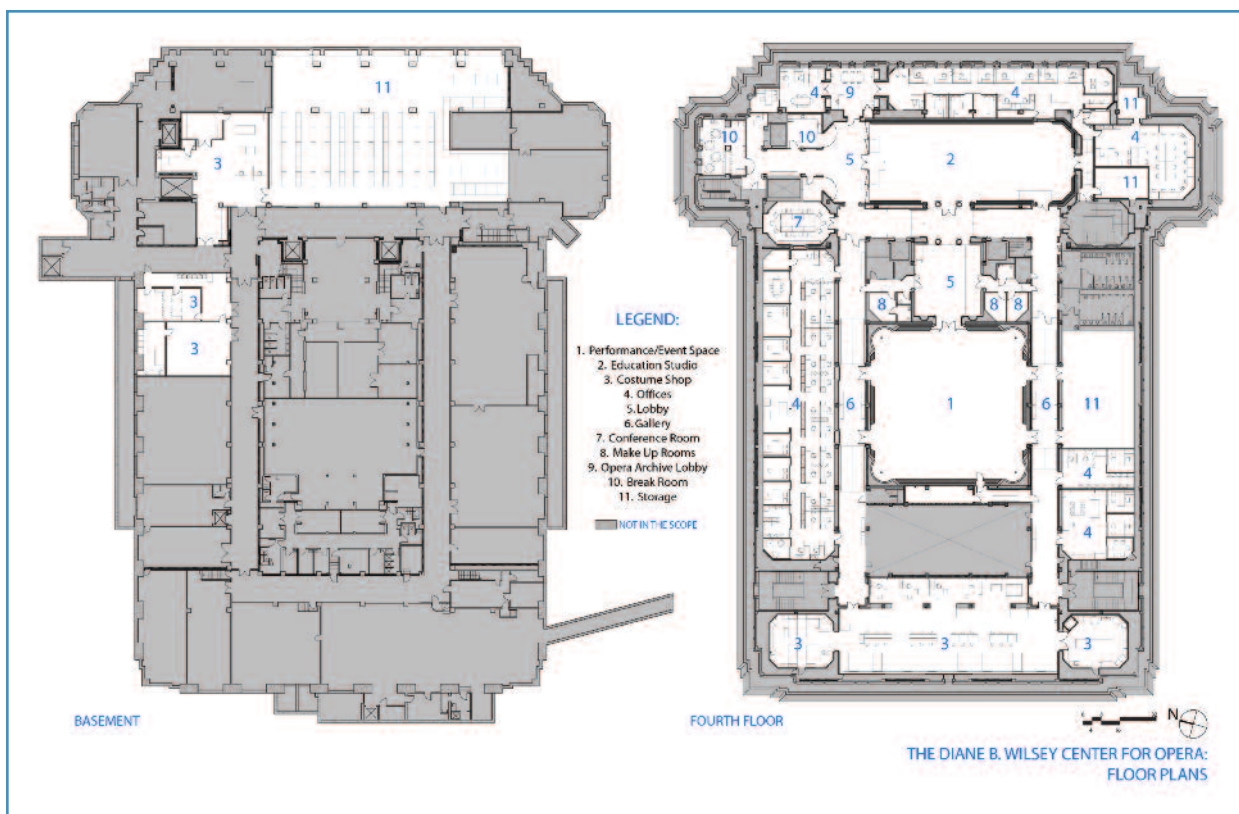 11
3
3
3
BASEMENT
LEGEND:
1. Performance/Event Space
2. Education Studio
3. Costume Shop
4. Offices
5. Lobby
6. Gallery
7. Conference Room
8. Make Up Rooms
9. Opera Archive Lobby
10. Break Room
11. Storage
NOT IN THE SCOPE
4
9
4
11
10
10
5
2
4
11
7
5
8
8
8
4
6
1
6
11
4
4
3
3
3
FOURTH FLOOR
N
THE DIANE B. WILSEY CENTER FOR OPERA:
FLOOR PLANS